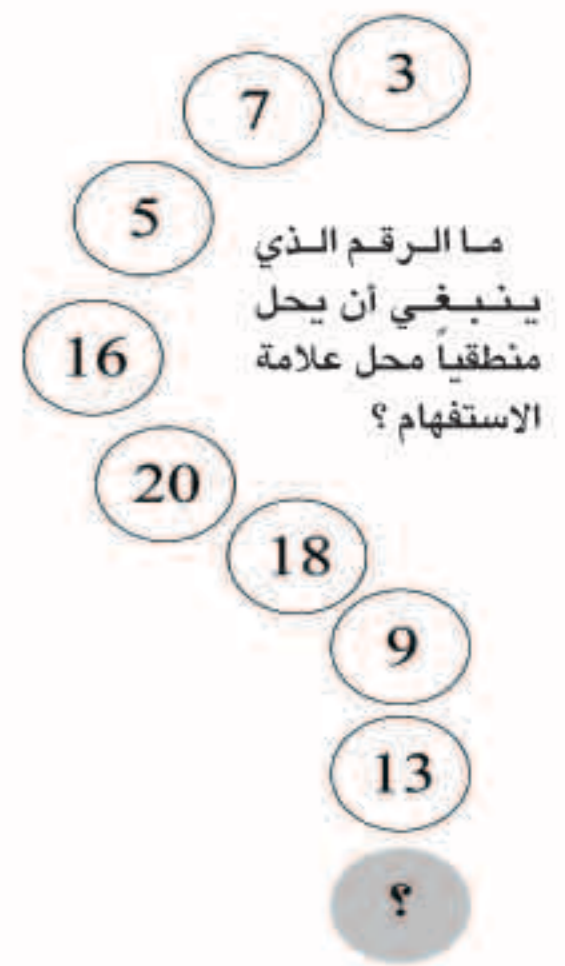 3
7
5
ما الرقم الذي
ينبغي أن يحل
منطقياً محل علامة
الاستفهام ؟
16
20
18
9
13
؟